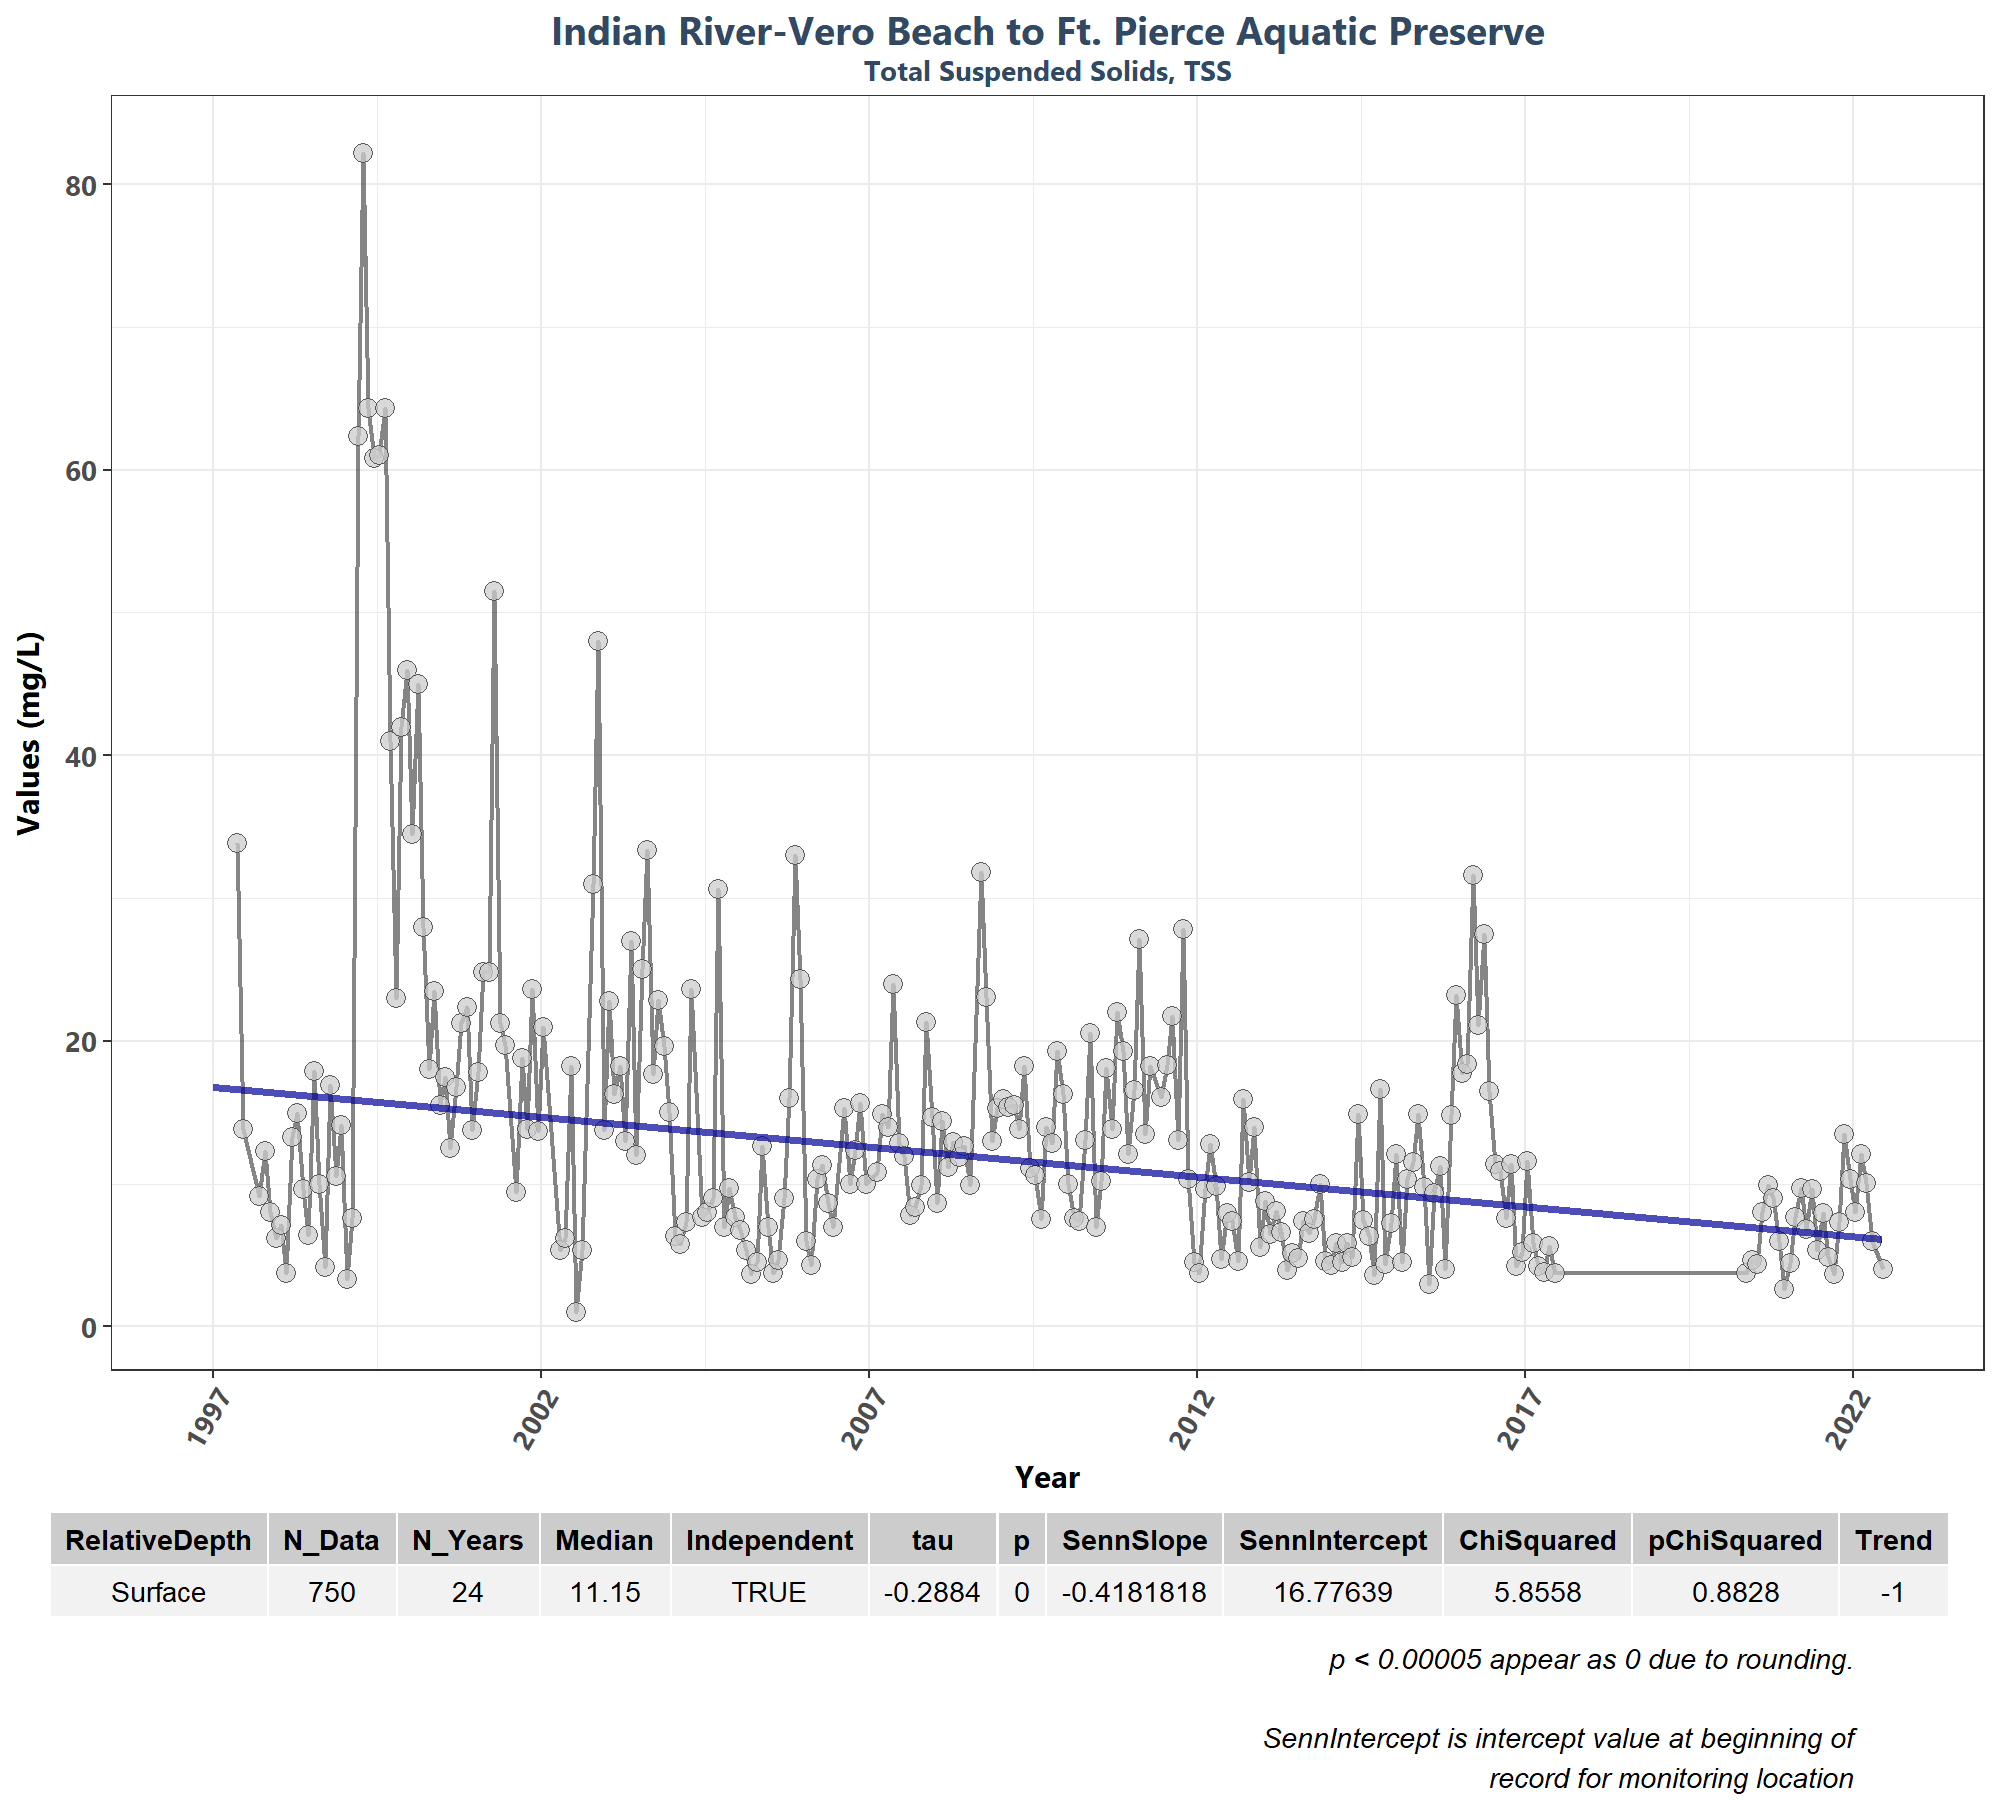 Indian River-Vero Beach to Ft. Pierce Aquatic Preserve
Total Suspended Solids, TSS
Values (mg/L)
80
60
40
20
0
1997 2002 2007 2012 2017 2022
Year
RelativeDepth N_Data N_Years Median Independent tau p SennSlope SennIntercept ChiSquared pChiSquared Trend
Surface 750 24 11.15 TRUE -0.2884 0 -0.4181818 16.77639 5.8558 0.8828 -1
p < 0.00005 appear as 0 due to rounding.
SennIntercept is intercept value at beginning of
record for monitoring location